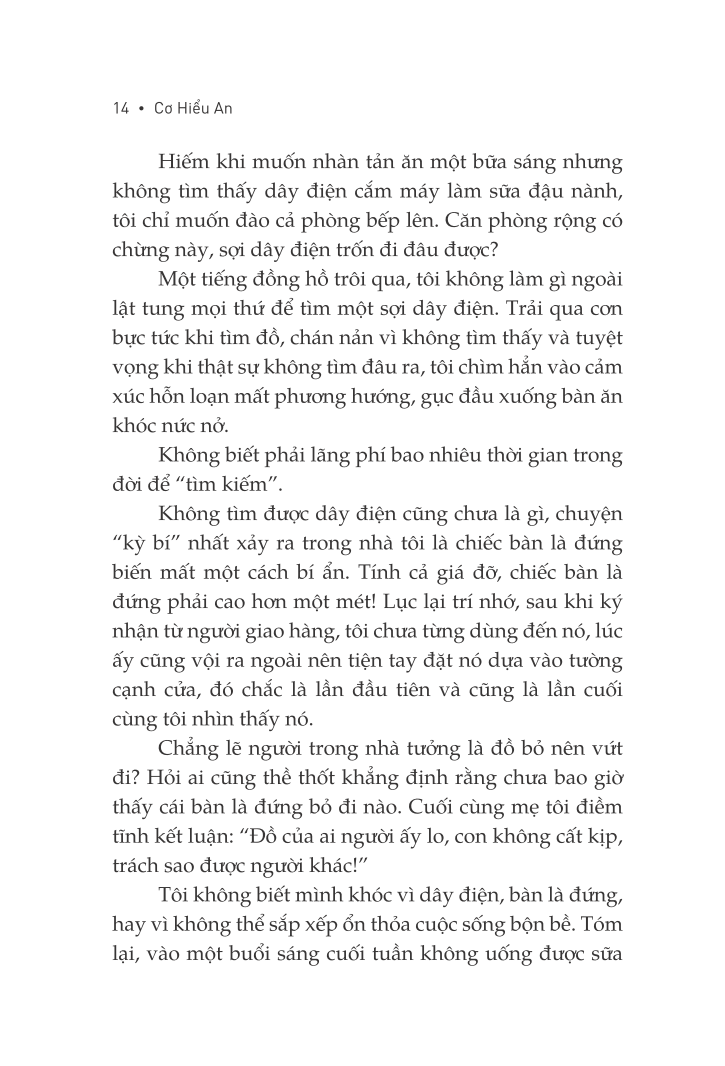 14 • Cơ Hiểu An
Hiếm khi muốn nhàn tản ăn một bữa sáng nhưng
không tìm thấy dây điện cắm máy làm sữa đậu nành,
tôi chỉ muốn đào cả phòng bếp lên. Căn phòng rộng có
chừng này, sợi dây điện trốn đi đâu được?
Một tiếng đồng hồ trôi qua, tôi không làm gì ngoài
lật tung mọi thứ để tìm một sợi dây điện. Trải qua cơn
bực tức khi tìm đồ, chán nản vì không tìm thấy và tuyệt
vọng khi thật sự không tìm đâu ra, tôi chìm hẳn vào cảm
xúc hỗn loạn mất phương hướng, gục đầu xuống bàn ăn
khóc nức nở.
Không biết phải lãng phí bao nhiêu thời gian trong
đời để “tìm kiếm”.
Không tìm được dây điện cũng chưa là gì, chuyện
“kỳ bí” nhất xảy ra trong nhà tôi là chiếc bàn là đứng
biến mất một cách bí ẩn. Tính cả giá đỡ, chiếc bàn là
đứng phải cao hơn một mét! Lục lại trí nhớ, sau khi ký
nhận từ người giao hàng, tôi chưa từng dùng đến nó, lúc
ấy cũng vội ra ngoài nên tiện tay đặt nó dựa vào tường
cạnh cửa, đó chắc là lần đầu tiên và cũng là lần cuối
cùng tôi nhìn thấy nó.
Chẳng lẽ người trong nhà tưởng là đồ bỏ nên vứt
đi? Hỏi ai cũng thề thốt khẳng định rằng chưa bao giờ
thấy cái bàn là đứng bỏ đi nào. Cuối cùng mẹ tôi điềm
tĩnh kết luận: “Đồ của ai người ấy lo, con không cất kịp,
trách sao được người khác!”
Tôi không biết mình khóc vì dây điện, bàn là đứng,
hay vì không thể sắp xếp ổn thỏa cuộc sống bộn bề. Tóm
lại, vào một buổi sáng cuối tuần không uống được sữa